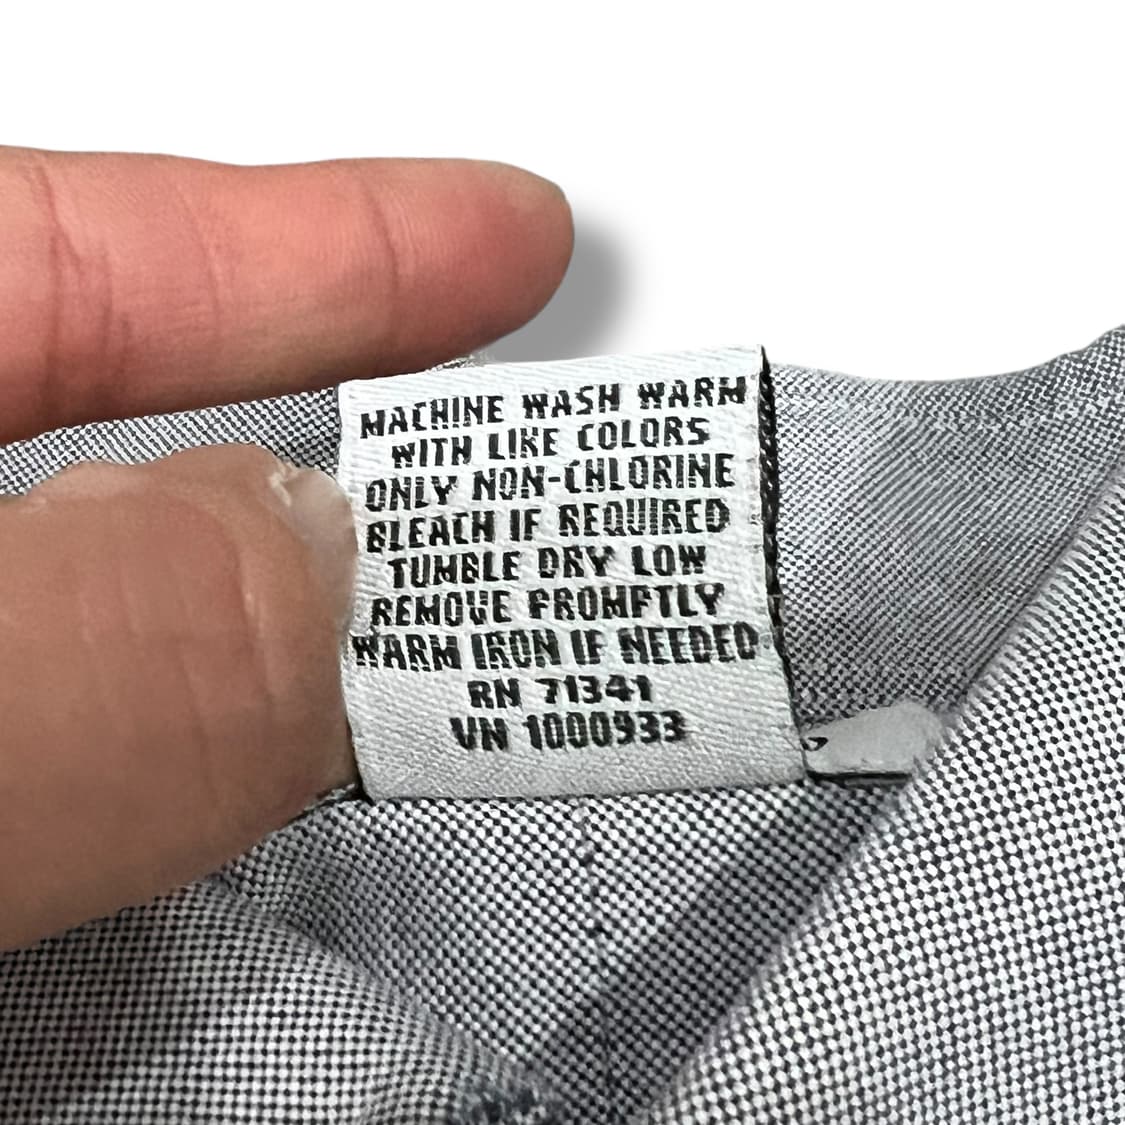 MACHINE WASH WARM
WITH LIKE COLORS
ONLY NON-CHLORINE
BLEACH IF REQUIRED
TUMBLE DRY LOW
REMOVE PROMPTLY
WARM IRON IF NEEDED
RN 71341
VN 1000933